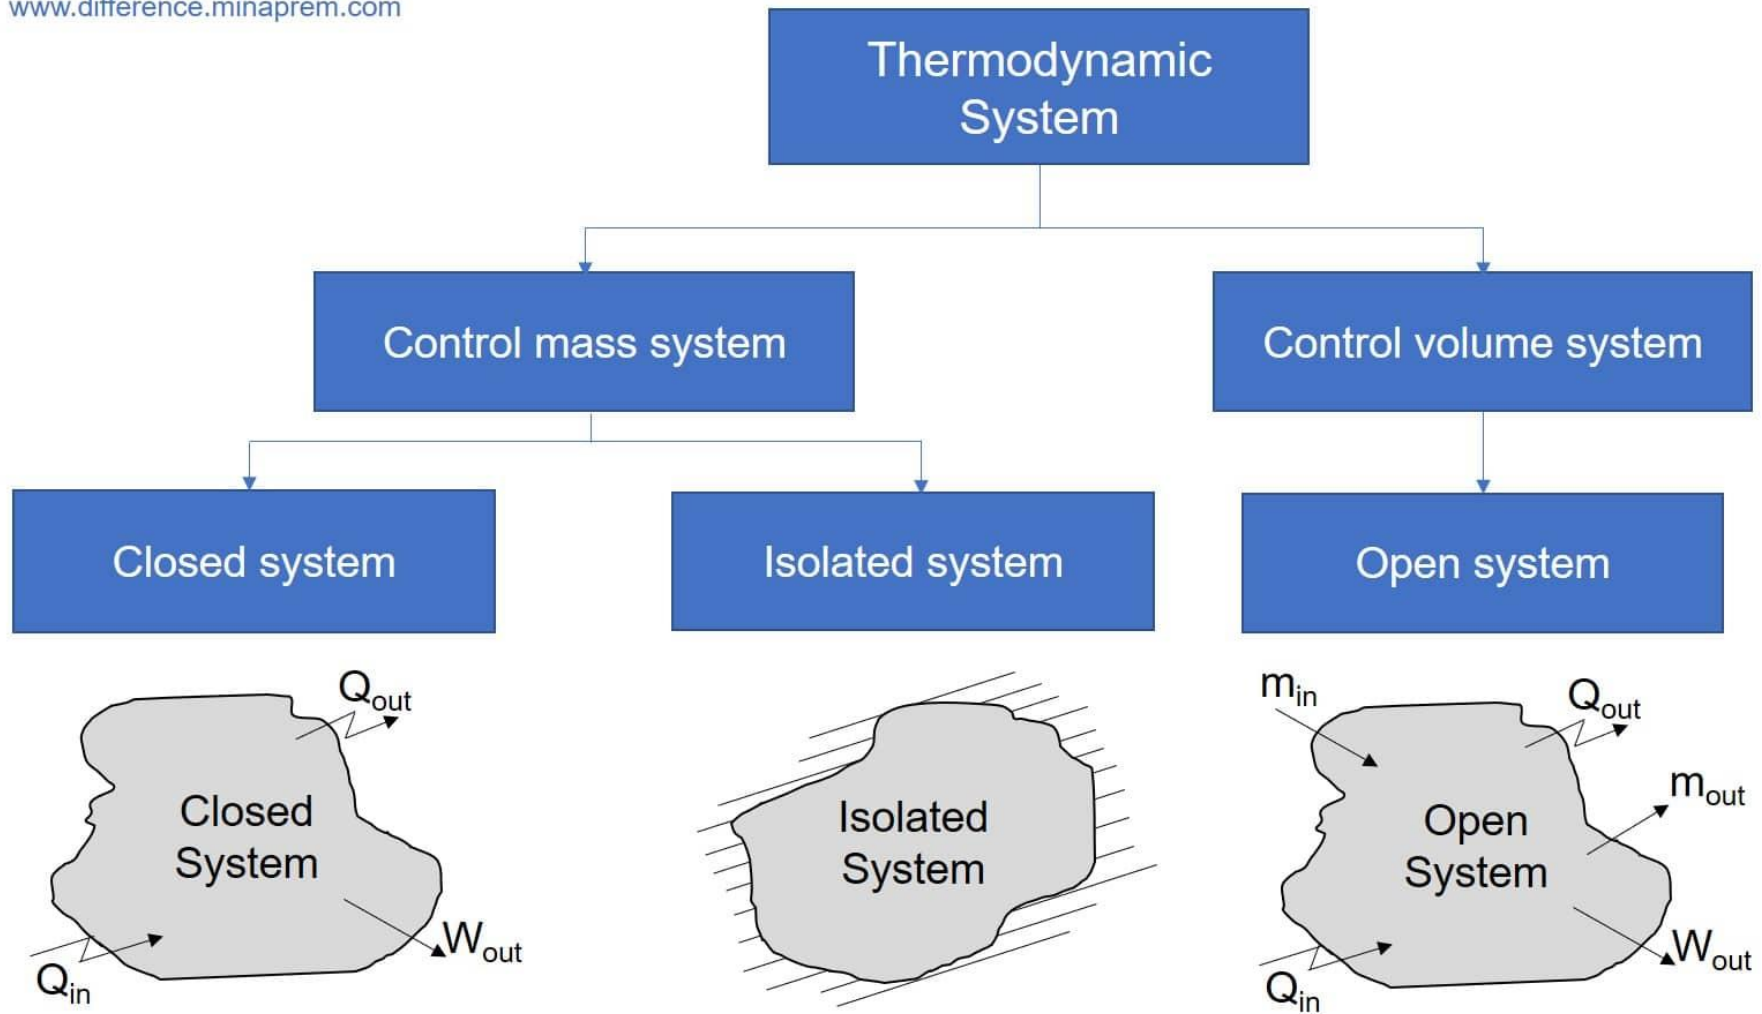 www.difference.minaprem.com
Thermodynamic
System
Control mass system
Control volume system
Closed system
Isolated system
Open system
Qout
Closed
System
Wout
Qin
Isolated
System
min
Qout
mout
Open
System
Wout
Qin